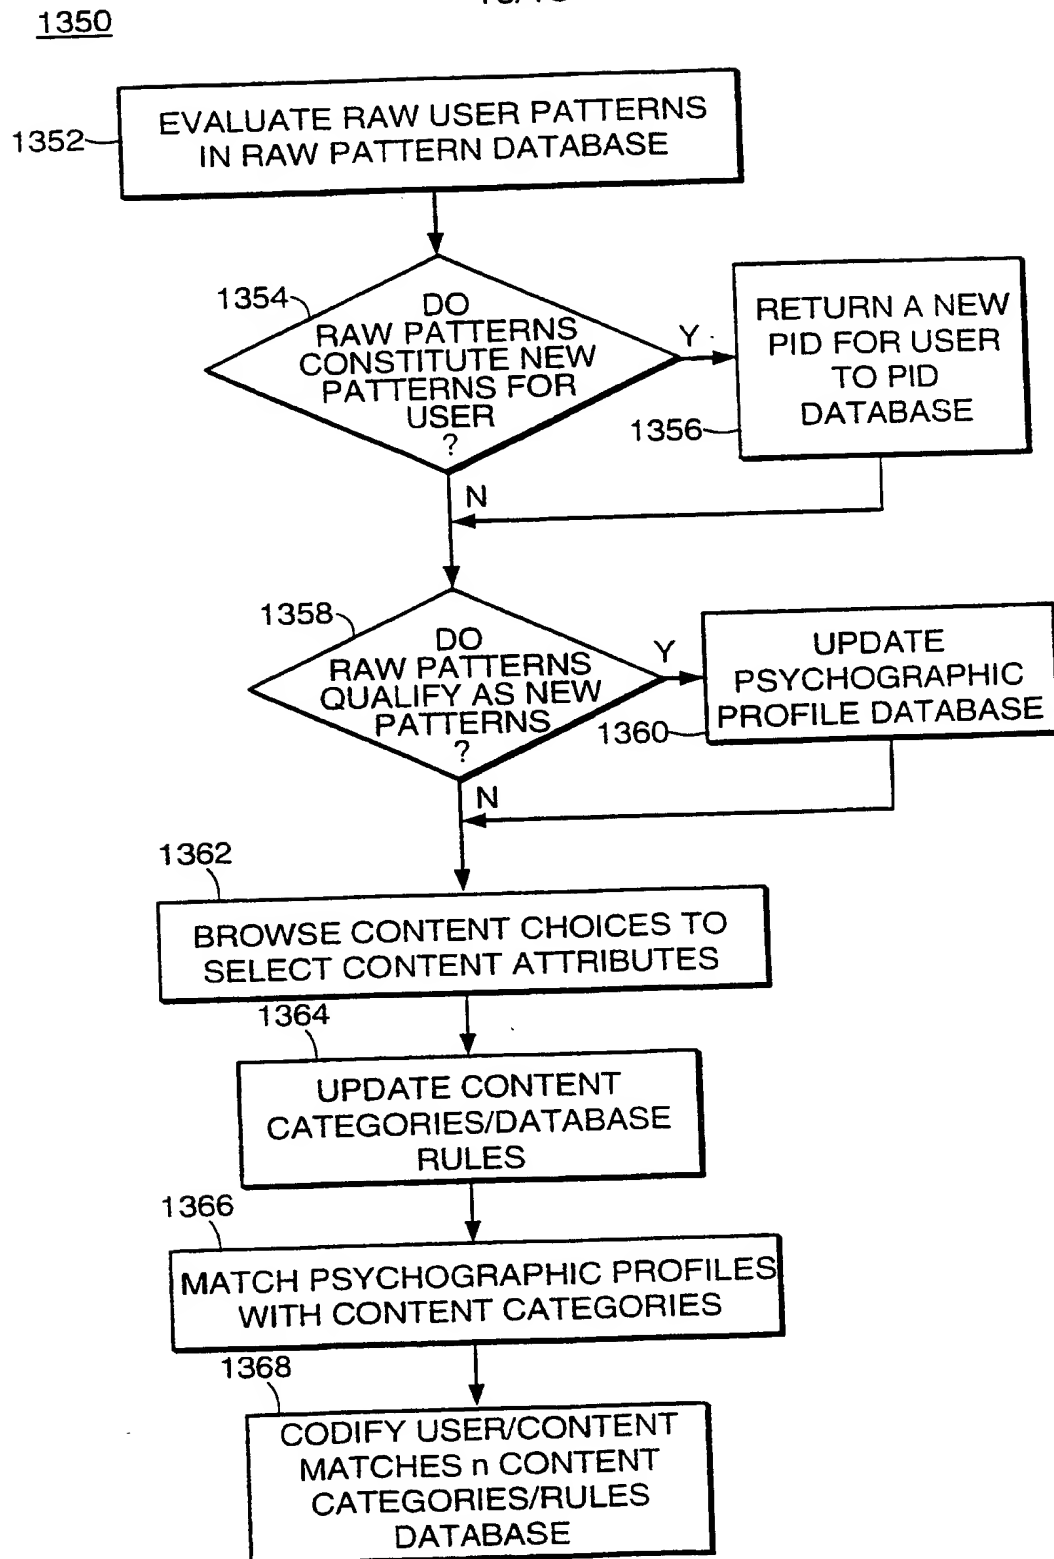 1350
1352
EVALUATE RAW USER PATTERNS
IN RAW PATTERN DATABASE
1354
DO
RAW PATTERNS
CONSTITUTE NEW
PATTERNS FOR
USER
?
Y
RETURN A NEW
PID FOR USER
TO PID
DATABASE
1356
N
1358
DO
RAW PATTERNS
QUALIFY AS NEW
PATTERNS
?
Y
UPDATE
PSYCHOGRAPHIC
PROFILE DATABASE
1360
N
1362
BROWSE CONTENT CHOICES TO
SELECT CONTENT ATTRIBUTES
1364
UPDATE CONTENT
CATEGORIES/DATABASE
RULES
1366
MATCH PSYCHOGRAPHIC PROFILES
WITH CONTENT CATEGORIES
1368
CODIFY USER/CONTENT
MATCHES n CONTENT
CATEGORIES/RULES
DATABASE